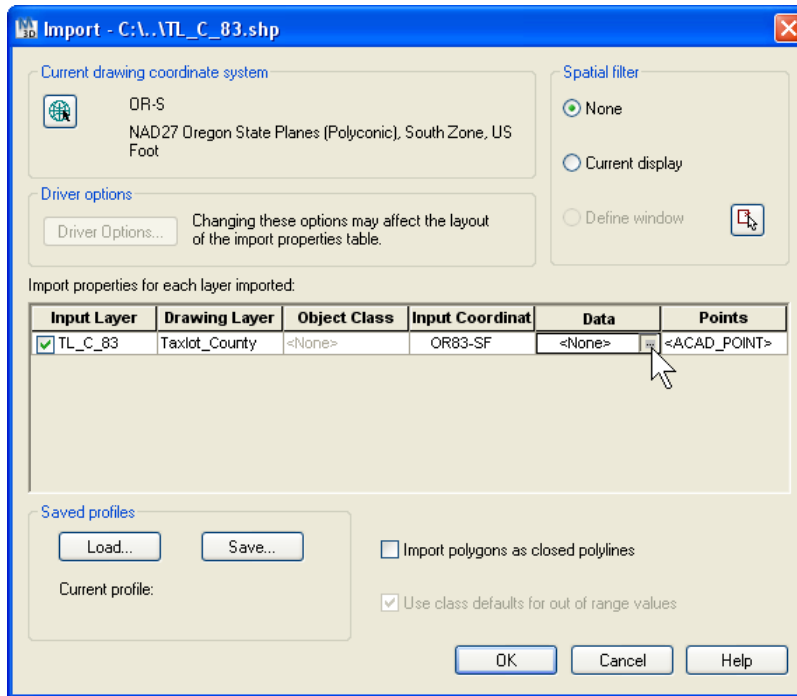 Import - C:\..\TL_C_83.shp
Current drawing coordinate system
OR-S
NAD27 Oregon State Planes (Polyconic), South Zone, US
Foot
Spatial filter
None
Current display
Define window
Driver options
Driver Options...
Changing these options may affect the layout
of the import properties table.
Import properties for each layer imported:
Input Layer Drawing Layer Object Class Input Coordinat Data Points
TL_C_83 Taxlot_County <None> OR83-SF <None> ... <ACAD_POINT>
Saved profiles
Load... Save...
Current profile:
Import polygons as closed polylines
Use class defaults for out of range values
OK Cancel Help